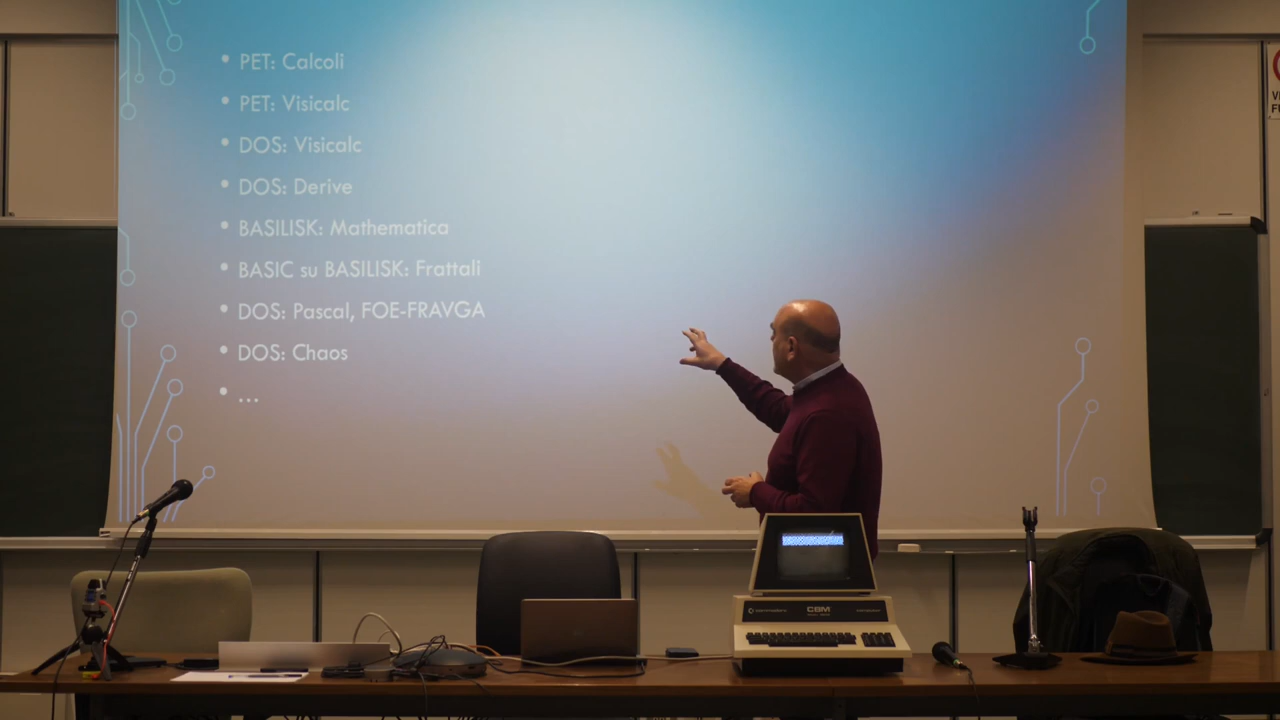 • PET: Calcoli
• PET: Visicalc
• DOS: Visicalc
• DOS: Derive
• BASILISK: Mathematica
• BASIC su BASILISK: Frattali
• DOS: Pascal, FOE-FRAVGA
• DOS: Chaos
• ...
commodore CBM